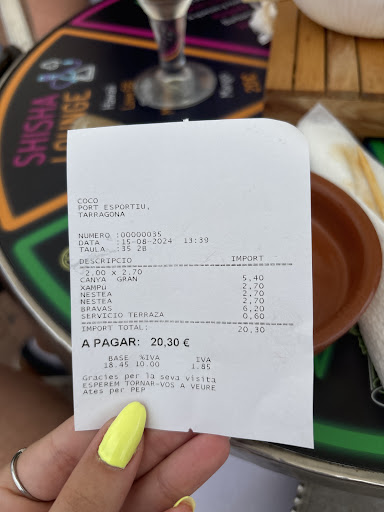 SHISHA
LOUNGE
COCO
PORT ESPORTIU,
TARRAGONA
NUMERO :00000035
DATA :15-08-2024 13:39
TAULA :35 2B
DESCRIPCIO IMPORT
2.00 x 2.70
CANYA GRAN 5,40
XAMPú 2,70
NESTEA 2,70
NESTEA 2,70
BRAVAS 6,20
SERVICIO TERRAZA 0,60
IMPORT TOTAL: 20,30
A PAGAR: 20,30 €
BASE %IVA IVA
18.45 10.00 1.85
Gràcies per la seva visita
ESPEREM TORNAR-VOS A VEURE
Ates per PEP